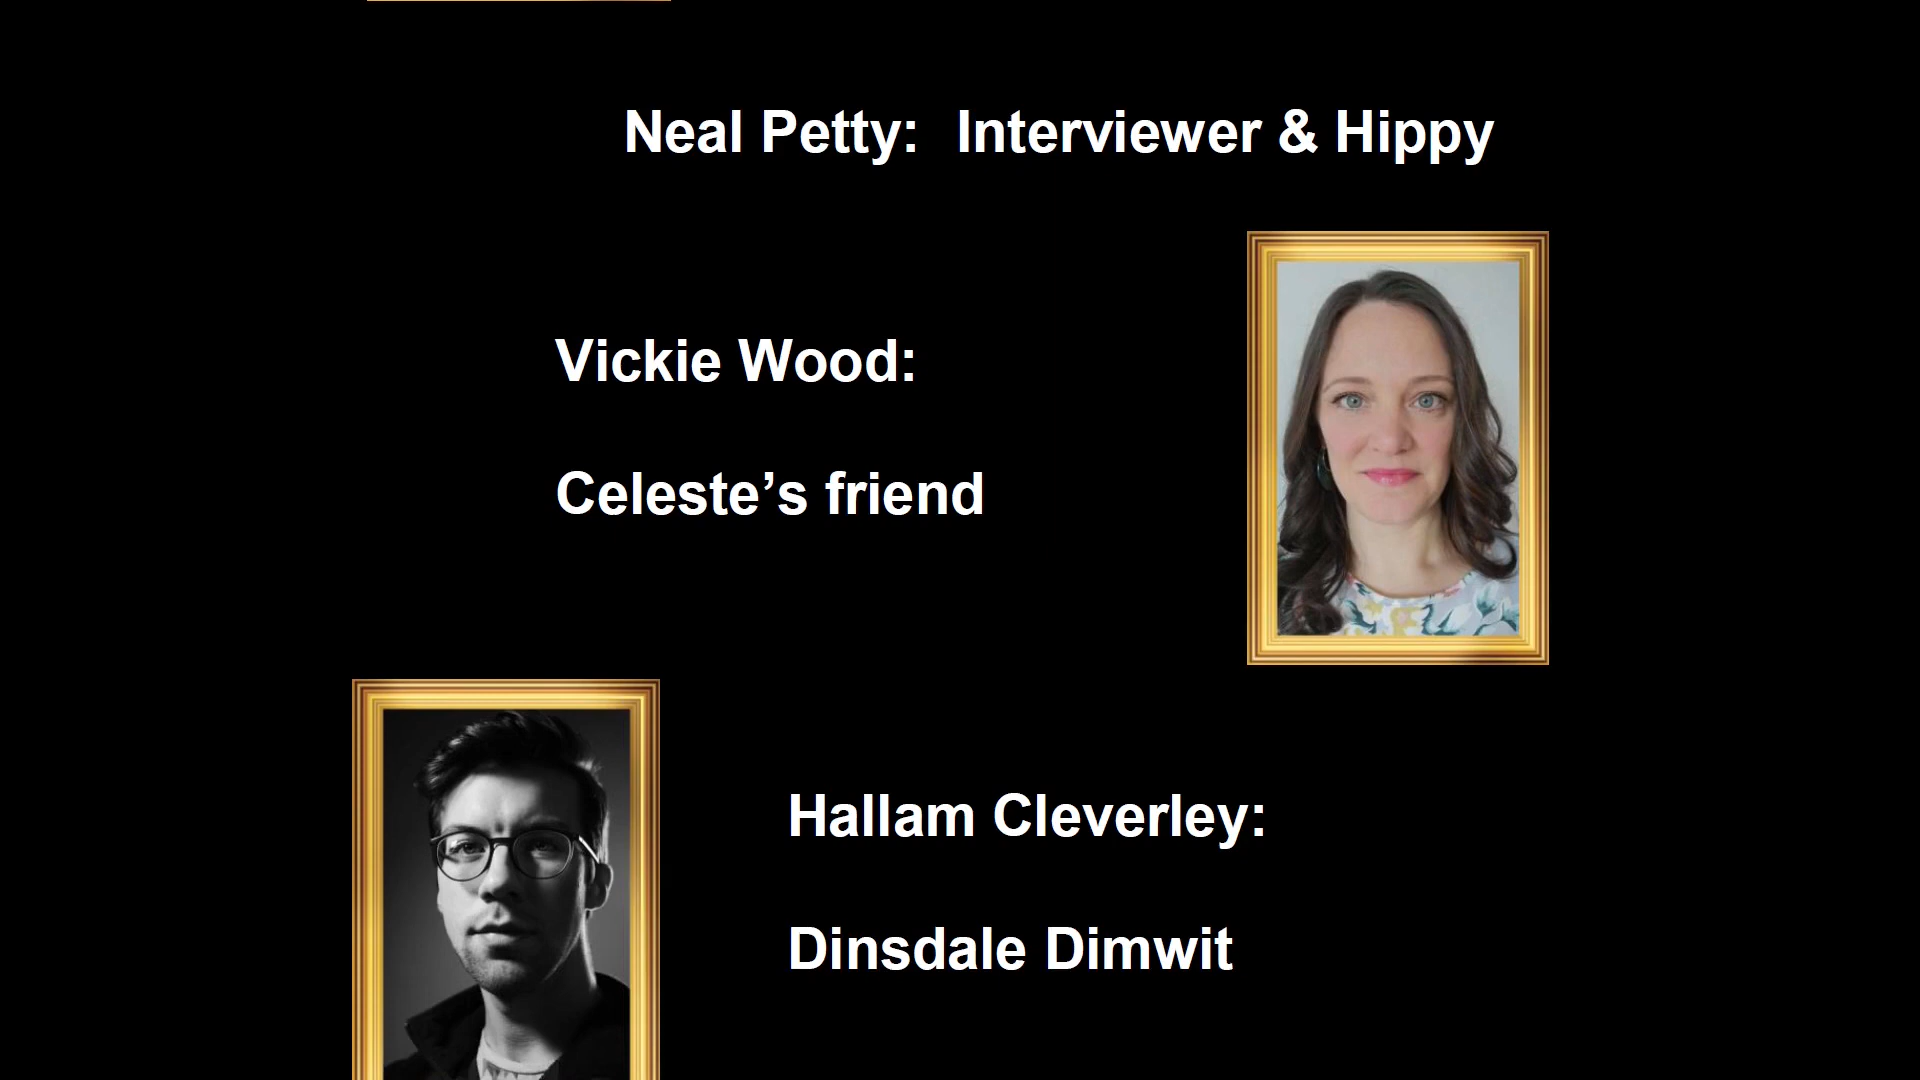 Neal Petty: Interviewer & Hippy
Vickie Wood:
Celeste’s friend
Hallam Cleverley:
Dinsdale Dimwit